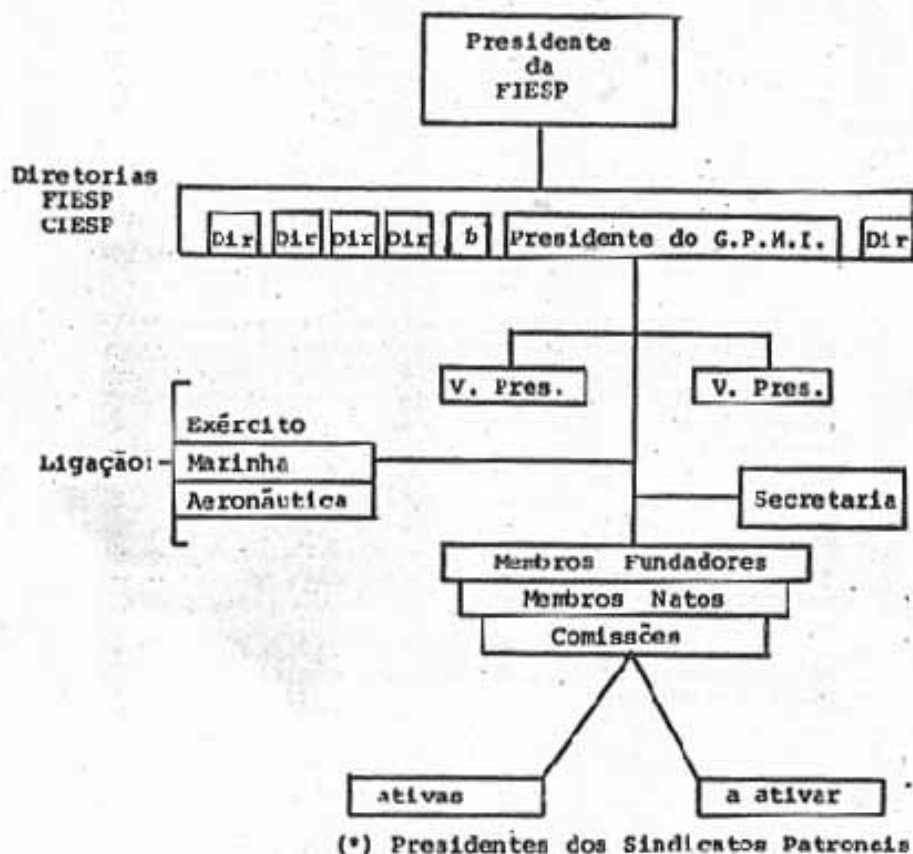 Presidente
da
FIESP
Diretorias
FIESP
CIESP
Dir Dir Dir Dir Presidente do G.P.M.I. Dir
V. Pres. V. Pres.
Exército
Ligação: Marinha
Aeronáutica
Secretaria
Membros Fundadores
Membros Natos
Comissões
ativas a ativar
(*) Presidentes dos Sindicatos Patronais